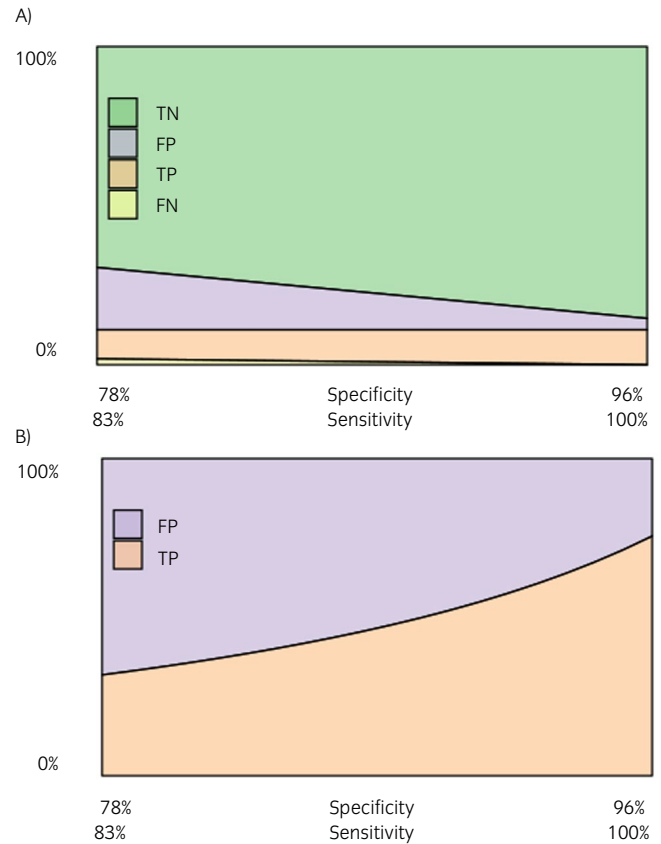 A)
100%
TN
FP
TP
FN
0%
78% Specificity 96%
83% Sensitivity 100%
B)
100%
FP
TP
0%
78% Specificity 96%
83% Sensitivity 100%